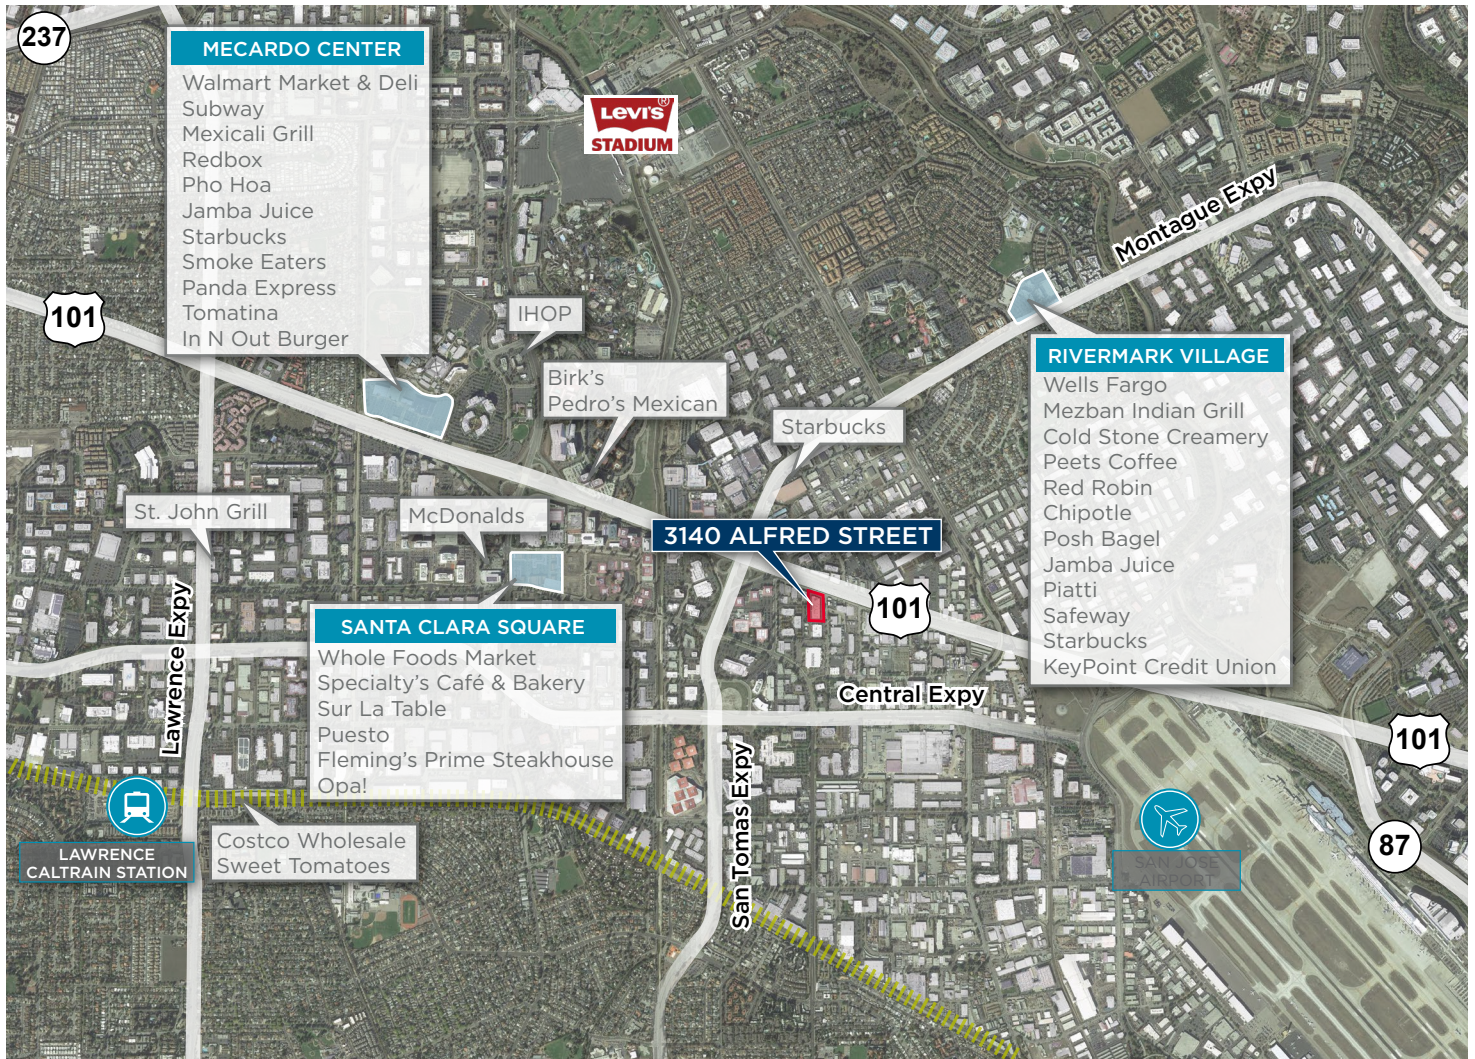 237
MECARDO CENTER
Walmart Market & Deli
Subway
Mexicali Grill
Redbox
Pho Hoa
Jamba Juice
Starbucks
Smoke Eaters
Panda Express
Tomatina
In N Out Burger
LEVI'S®
STADIUM
Montague Expy
101
IHOP
Birk's
Pedro's Mexican
Starbucks
RIVERMARK VILLAGE
Wells Fargo
Mezban Indian Grill
Cold Stone Creamery
Peets Coffee
Red Robin
Chipotle
Posh Bagel
Jamba Juice
Piatti
Safeway
Starbucks
KeyPoint Credit Union
St. John Grill
McDonalds
3140 ALFRED STREET
101
Lawrence Expy
SANTA CLARA SQUARE
Whole Foods Market
Specialty's Café & Bakery
Sur La Table
Puesto
Fleming's Prime Steakhouse
Opa!
Central Expy
101
San Tomas Expy
LAWRENCE
CALTRAIN STATION
Costco Wholesale
Sweet Tomatoes
87
SAN JOSE
AIRPORT